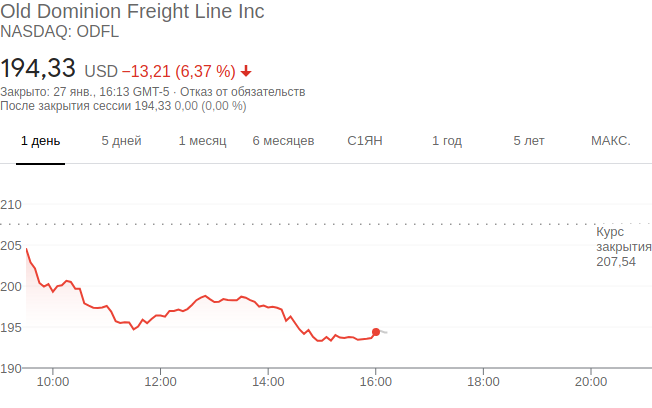 Old Dominion Freight Line Inc
NASDAQ: ODFL
194,33 USD −13,21 (6,37 %)
Закрыто: 27 янв., 16:13 GMT-5 · Отказ от обязательств
После закрытия сессии 194,33 0,00 (0,00 %)
1 день 5 дней 1 месяц 6 месяцев С1ЯН 1 год 5 лет МАКС.
210
Курс
205 закрытия
207,54
200
195
190
10:00 12:00 14:00 16:00 18:00 20:00